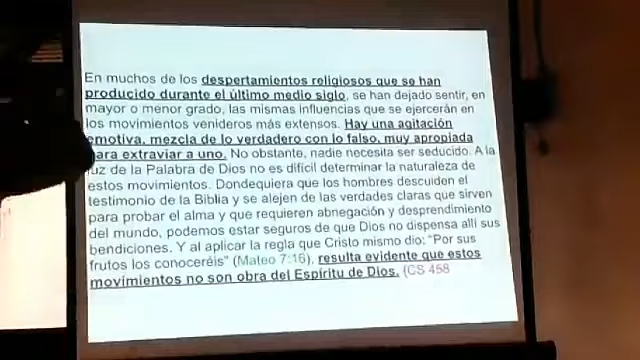 En muchos de los despertamientos religiosos que se han
producido durante el último medio siglo, se han dejado sentir, en
mayor o menor grado, las mismas influencias que se ejercerán en
los movimientos venideros más extensos. Hay una agitación
emotiva, mezcla de lo verdadero con lo falso, muy apropiada
para extraviar a uno. No obstante, nadie necesita ser seducido. A la
luz de la Palabra de Dios no es difícil determinar la naturaleza de
estos movimientos. Dondequiera que los hombres descuiden el
testimonio de la Biblia y se alejen de las verdades claras que sirven
para probar el alma y que requieren abnegación y desprendimiento
del mundo, podemos estar seguros de que Dios no dispensa allí sus
bendiciones. Y al aplicar la regla que Cristo mismo dio: "Por sus
frutos los conoceréis" (Mateo 7:16), resulta evidente que estos
movimientos no son obra del Espíritu de Dios. (CS 458